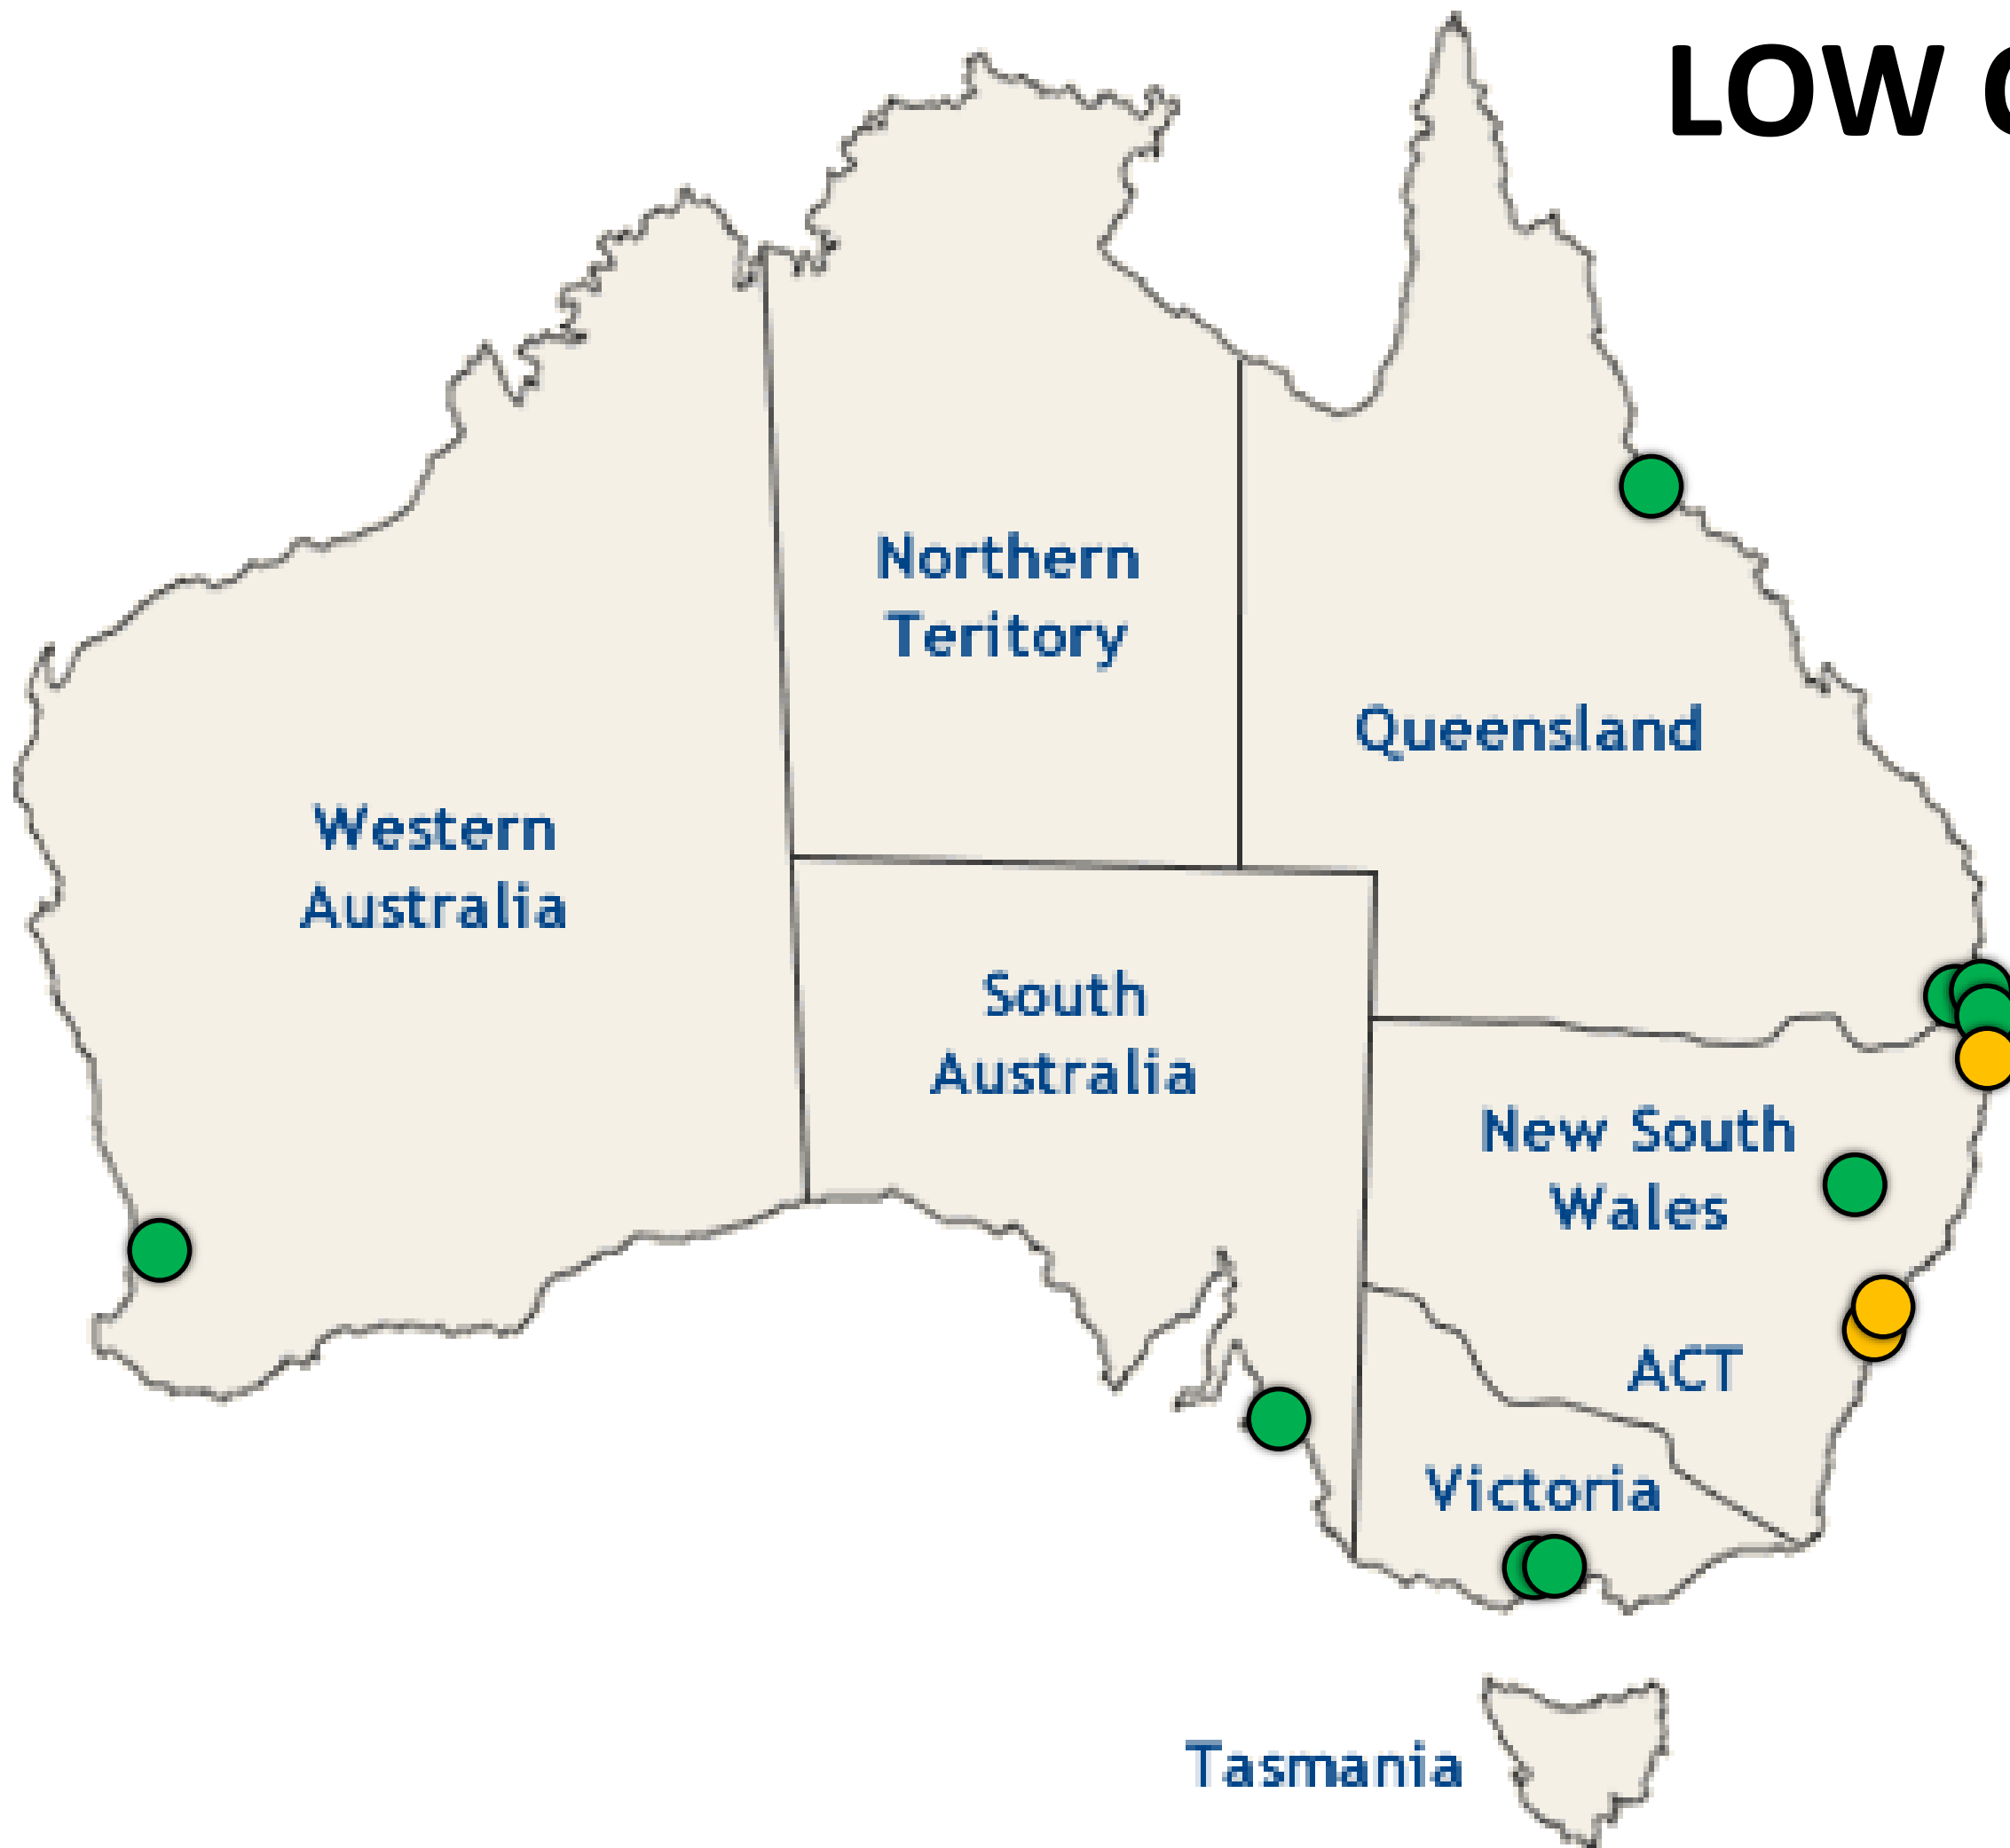 LOW
Northern
Teritory
Queensland
Western
Australia
South
Australia
New South
Wales
ACT
Victoria
Tasmania